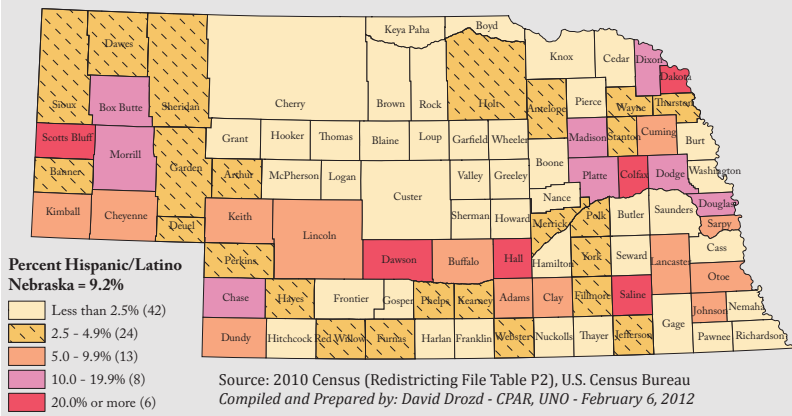 Keya Paha
Boyd
Dawes
Knox
Cedar
Dixon
Dakota
Sioux
Box Butte
Sheridan
Cherry
Brown
Rock
Holt
Antelope
Pierce
Wayne
Thurston
Scotts Bluff
Morrill
Garden
Grant
Hooker
Thomas
Blaine
Loup
Garfield
Wheeler
Madison
Stanton
Cuming
Burt
Banner
Arthur
McPherson
Logan
Custer
Valley
Greeley
Boone
Platte
Colfax
Dodge
Washington
Kimball
Cheyenne
Deuel
Keith
Lincoln
Sherman
Howard
Nance
Merrick
Polk
Butler
Saunders
Douglas
Sarpy
Perkins
Dawson
Buffalo
Hall
Hamilton
York
Seward
Lancaster
Cass
Otoe
Chase
Hayes
Frontier
Gosper
Phelps
Kearney
Adams
Clay
Fillmore
Saline
Johnson
Nemaha
Dundy
Hitchcock
Red Willow
Furnas
Harlan
Franklin
Webster
Nuckolls
Thayer
Jefferson
Gage
Pawnee
Richardson
Percent Hispanic/Latino
Nebraska = 9.2%
Less than 2.5% (42)
2.5 - 4.9% (24)
5.0 - 9.9% (13)
10.0 - 19.9% (8)
20.0% or more (6)
Source: 2010 Census (Redistricting File Table P2), U.S. Census Bureau
Compiled and Prepared by: David Drozd - CPAR, UNO - February 6, 2012